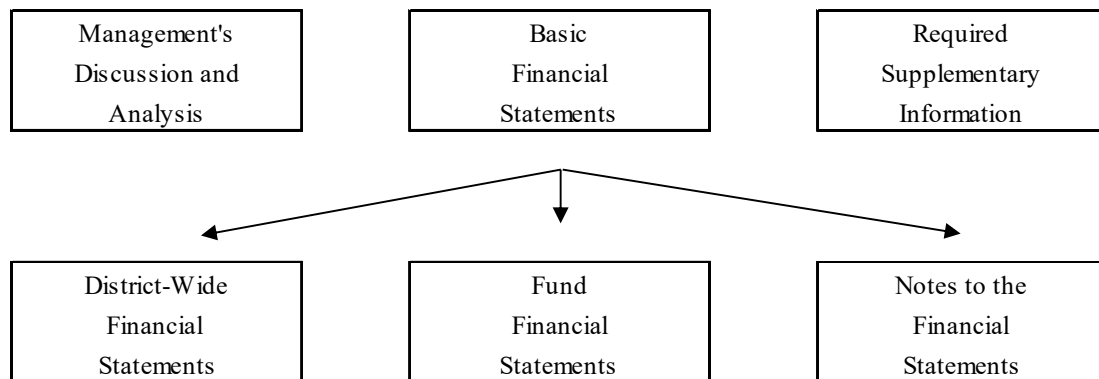 Management's
Discussion and
Analysis
Basic
Financial
Statements
Required
Supplementary
Information
District-Wide
Financial
Statements
Fund
Financial
Statements
Notes to the
Financial
Statements